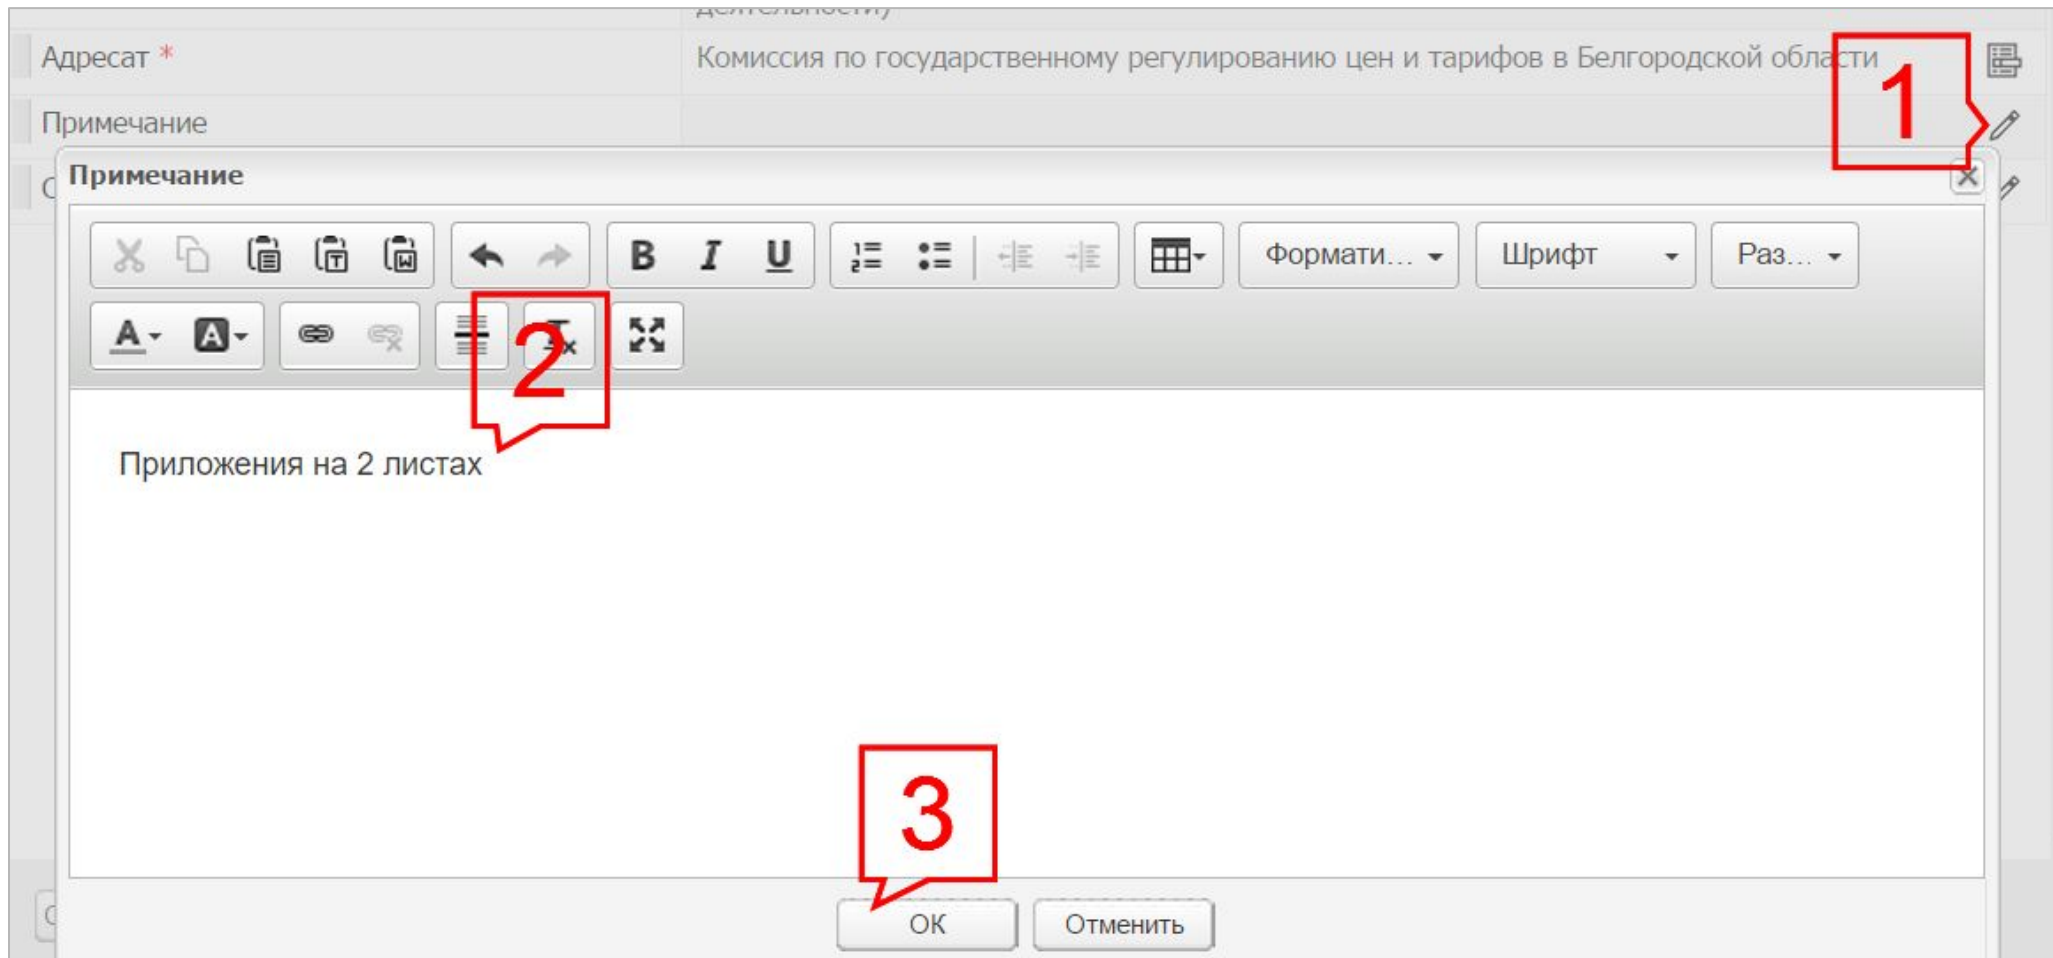 деятельности)
Адресат * Комиссия по государственному регулированию цен и тарифов в Белгородской области
1
Примечание
Примечание
B I U Формати... Шрифт Раз...
A A
2
Приложения на 2 листах
3
ОК Отменить